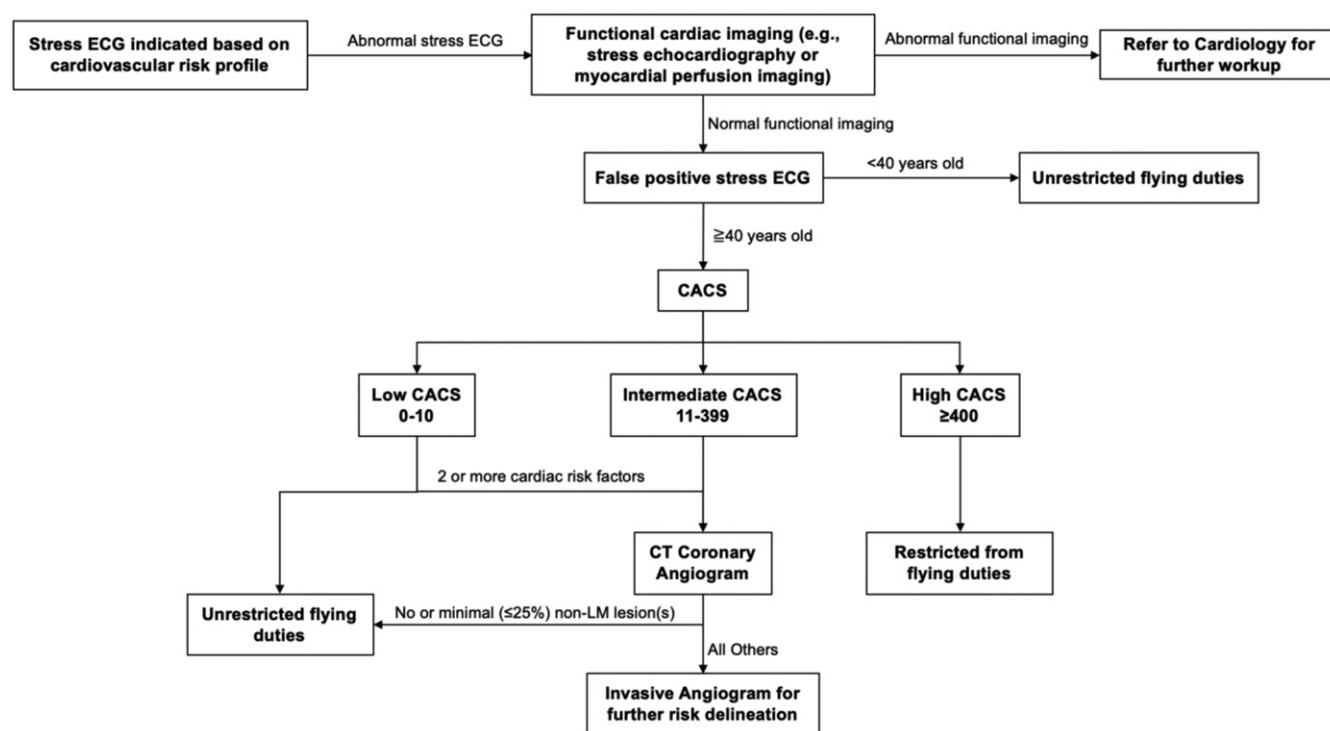 Stress ECG indicated based on
cardiovascular risk profile
Abnormal stress ECG
Functional cardiac imaging (e.g.,
stress echocardiography or
myocardial perfusion imaging)
Abnormal functional imaging
Refer to Cardiology for
further workup
Normal functional imaging
False positive stress ECG
<40 years old
Unrestricted flying duties
≧40 years old
CACS
Low CACS
0-10
Intermediate CACS
11-399
High CACS
≥400
2 or more cardiac risk factors
CT Coronary
Angiogram
Restricted from
flying duties
Unrestricted flying
duties
No or minimal (≤25%) non-LM lesion(s)
All Others
Invasive Angiogram for
further risk delineation